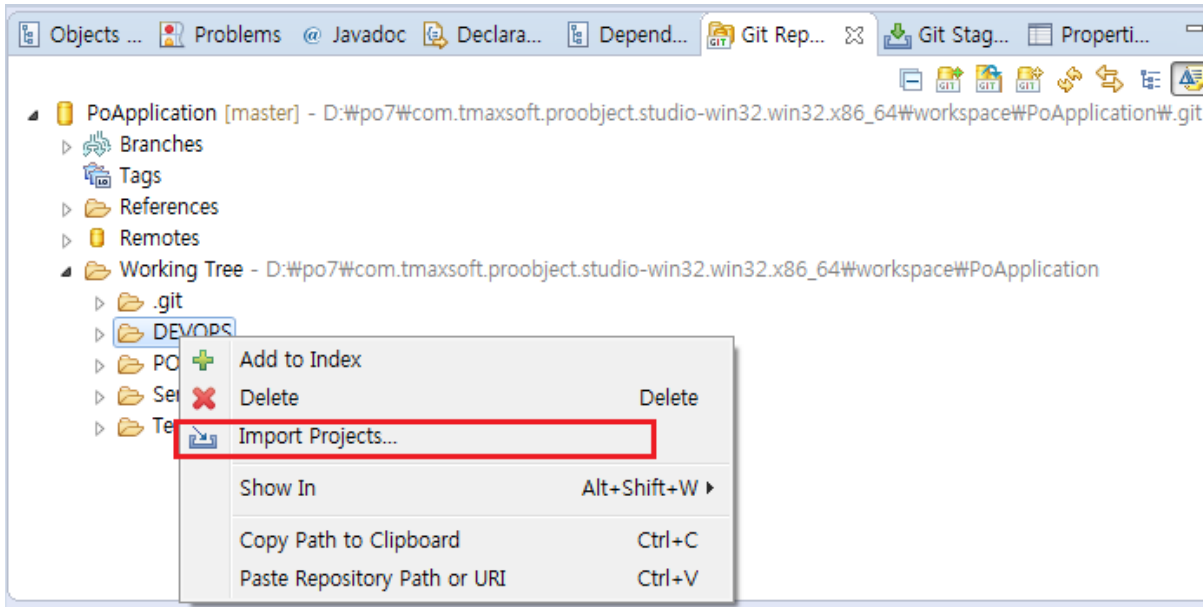 Objects ... Problems @ Javadoc Declara... Depend... Git Rep... Git Stag... Properti...
PoApplication [master] - D:₩po7₩com.tmaxsoft.proobject.studio-win32.win32.x86_64₩workspace₩PoApplication₩.git
Branches
Tags
References
Remotes
Working Tree - D:₩po7₩com.tmaxsoft.proobject.studio-win32.win32.x86_64₩workspace₩PoApplication
.git
DEVOPS
PO
Ser
Te
Add to Index
Delete Delete
Import Projects...
Show In Alt+Shift+W
Copy Path to Clipboard Ctrl+C
Paste Repository Path or URI Ctrl+V